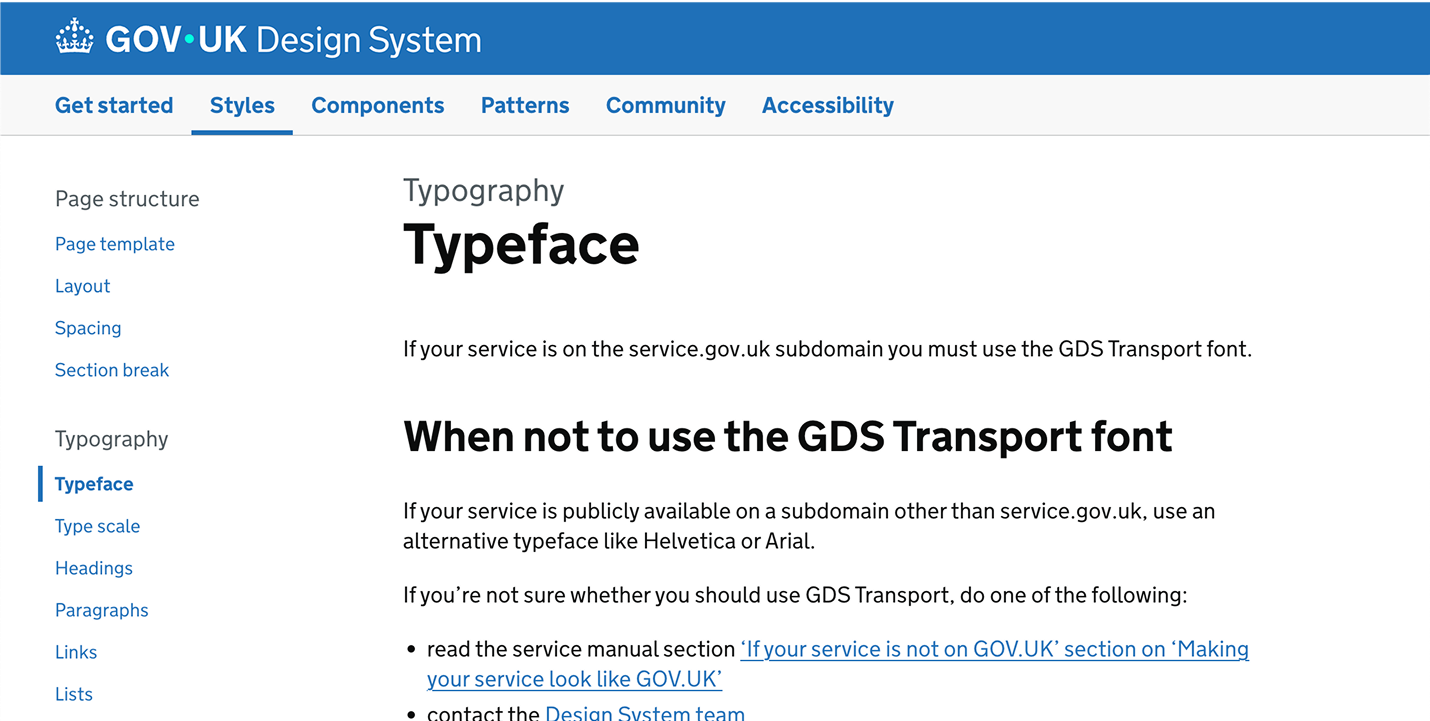 GOV•UK Design System
Get started Styles Components Patterns Community Accessibility
Page structure
Page template
Layout
Spacing
Section break
Typography
Typeface
Type scale
Headings
Paragraphs
Links
Lists
Typography
Typeface
If your service is on the service.gov.uk subdomain you must use the GDS Transport font.
When not to use the GDS Transport font
If your service is publicly available on a subdomain other than service.gov.uk, use an
alternative typeface like Helvetica or Arial.
If you’re not sure whether you should use GDS Transport, do one of the following:
• read the service manual section ‘If your service is not on GOV.UK’ section on ‘Making
your service look like GOV.UK’
• contact the Design System team